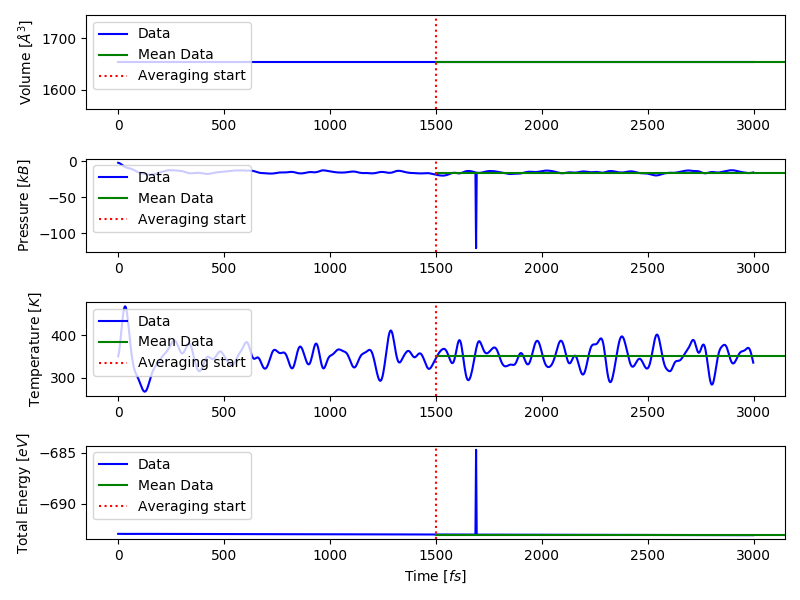 Volume [Å³]
1700
1600
Data
Mean Data
Averaging start
0 500 1000 1500 2000 2500 3000
Pressure [kB]
0
−50
−100
Data
Mean Data
Averaging start
0 500 1000 1500 2000 2500 3000
Temperature [K]
400
300
Data
Mean Data
Averaging start
0 500 1000 1500 2000 2500 3000
Total Energy [eV]
−685
−690
Data
Mean Data
Averaging start
0 500 1000 1500 2000 2500 3000
Time [fs]